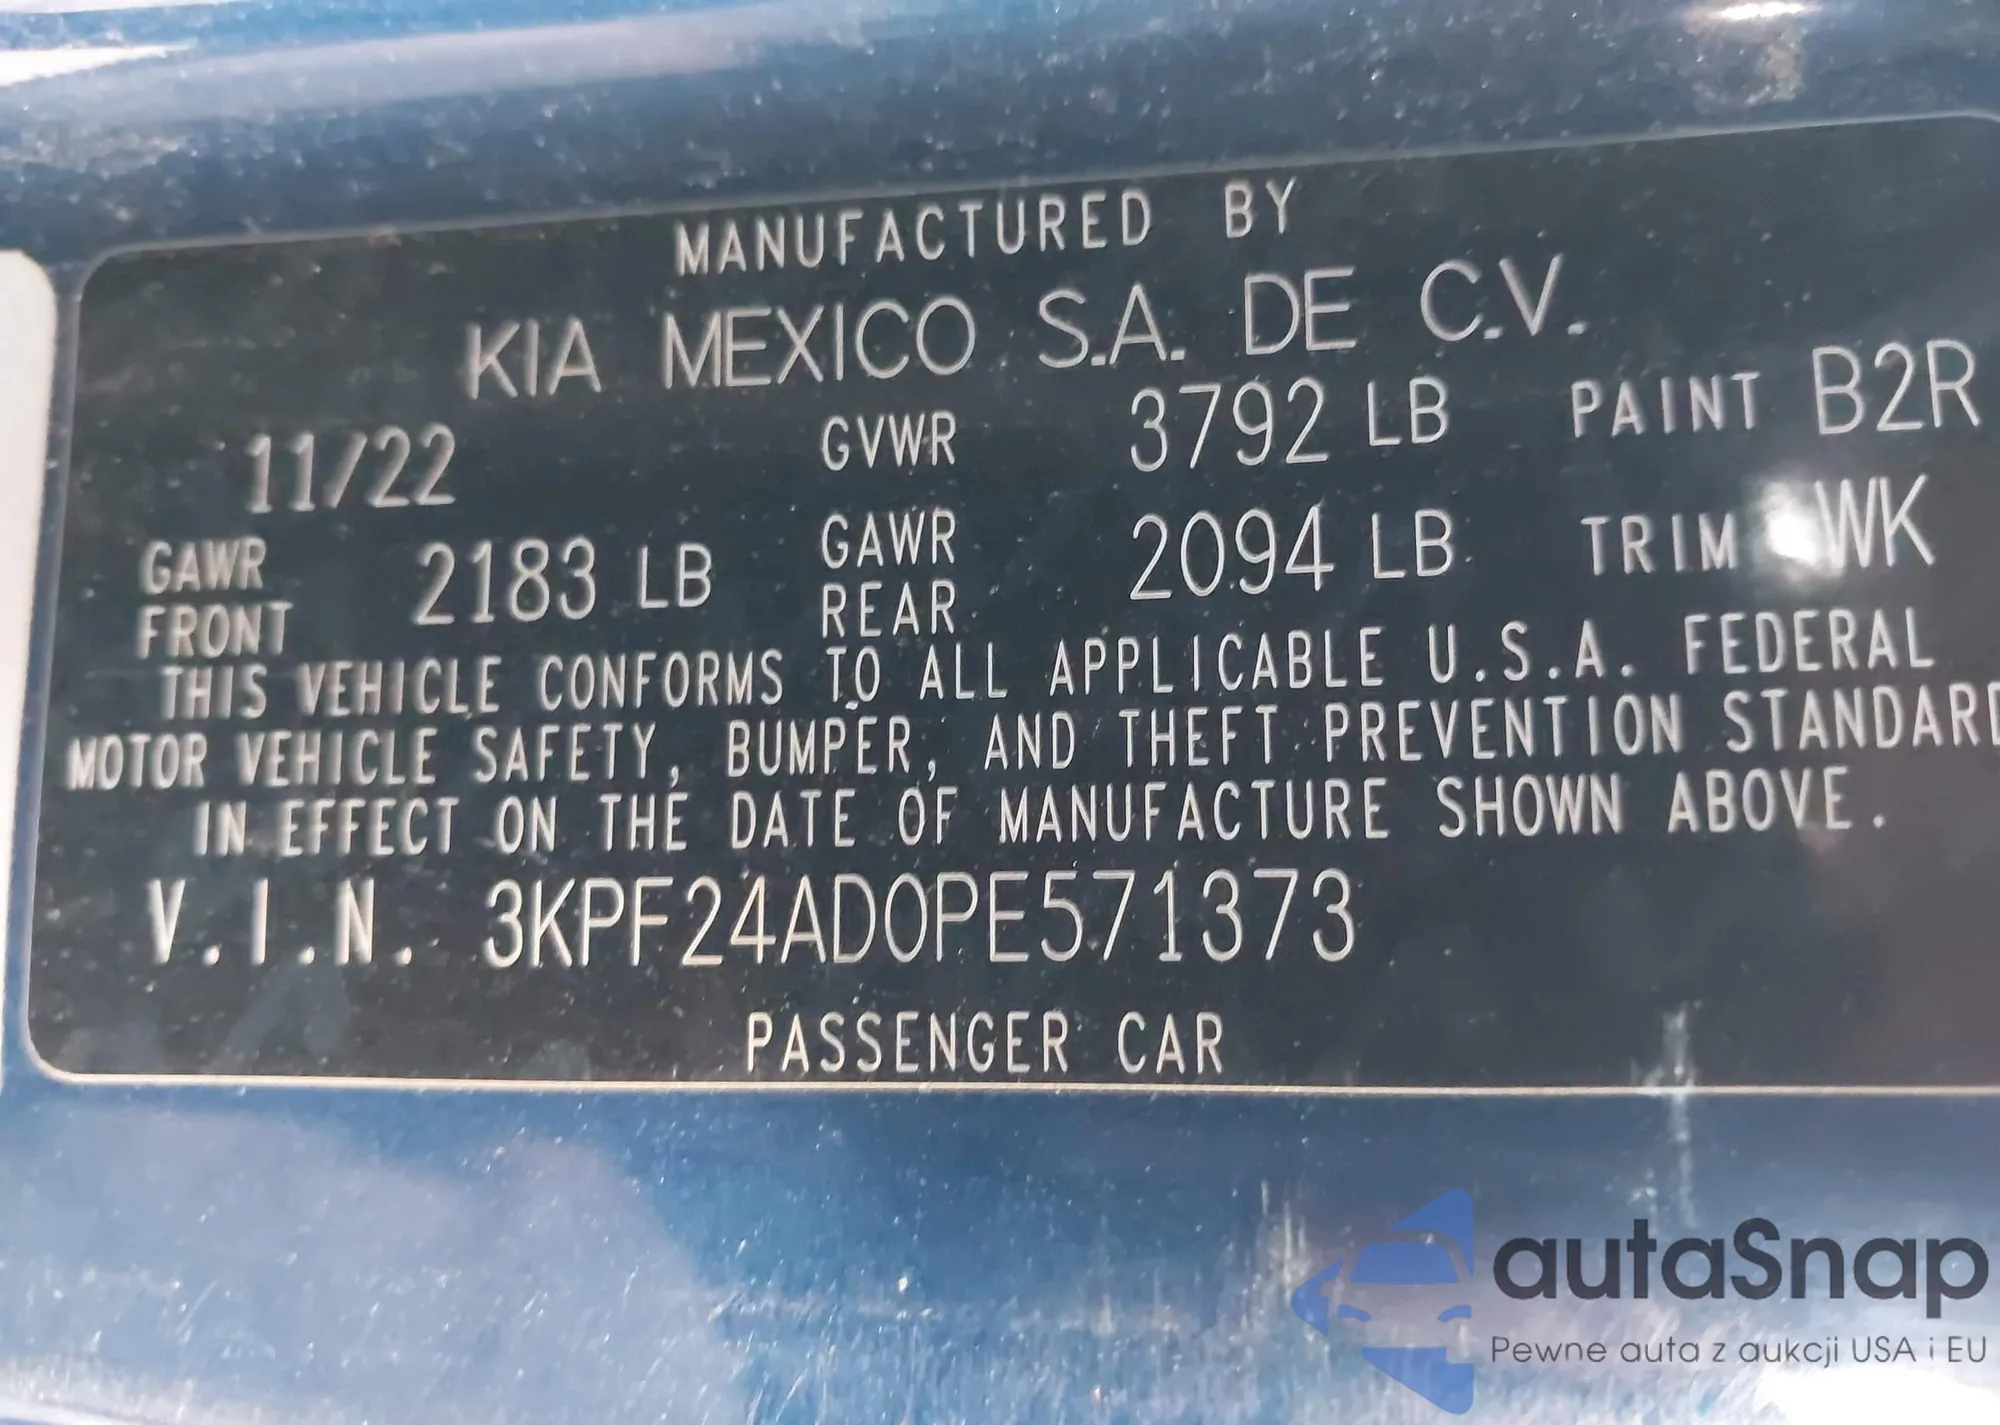 MANUFACTURED BY
KIA MEXICO S.A. DE C.V.
11/22 GVWR 3792 LB PAINT B2R
GAWR FRONT 2183 LB GAWR REAR 2094 LB TRIM WK
THIS VEHICLE CONFORMS TO ALL APPLICABLE U.S.A. FEDERAL
MOTOR VEHICLE SAFETY, BUMPER, AND THEFT PREVENTION STANDARD
IN EFFECT ON THE DATE OF MANUFACTURE SHOWN ABOVE.
V.I.N. 3KPF24AD0PE571373
PASSENGER CAR
autaSnap
Pewne auta z aukcji USA i EU